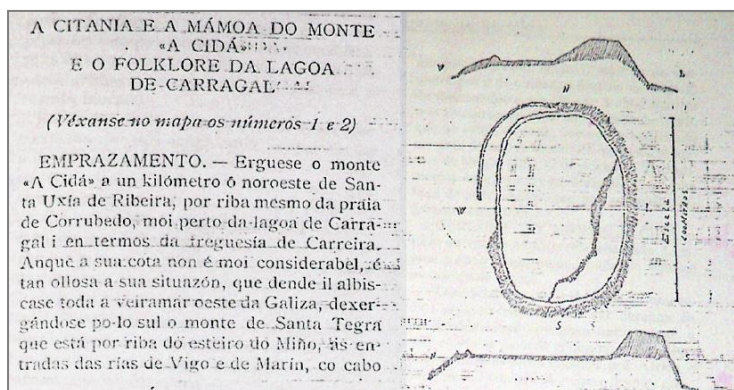 A CITANIA E A MÁMOA DO MONTE
«A CIDÁ»
E O FOLKLORE DA LAGOA
DE CARRAGAL
(Véxanse no mapa os números 1 e 2)
EMPRAZAMENTO. — Erguese o monte
«A Cidá» a un kilómetro ô noroeste de San-
ta Uxía de Ribeira, por riba mesmo da praia
de Corrubedo, moi perto da lagoa de Carra-
gal i en termos da freguesía de Carreira.
Anque a sua cota non é moi considerabel, é
tan ollosa a sua situazón, que dende il albis-
case toda a veiramar oeste da Galiza, dexer-
gándose po-lo sul o monte de Santa Tegra
que está por riba do esteiro do Miño, ás en-
tradas das rías de Vigo e de Marín, co cabo
N
W
S